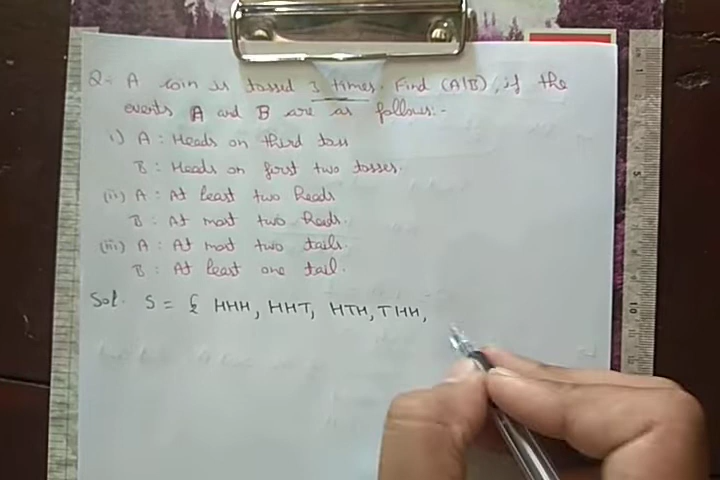 Q- A coin is tossed 3 times. Find (A|B), if the
events A and B are as follows:-
i) A: Heads on third toss
B: Heads on first two tosses.
(ii) A: At least two heads
B: At most two Heads.
(iii) A: At most two tails.
B: At least one tail.
Sol. S = { HHH, HHT, HTH, THH,
5
10